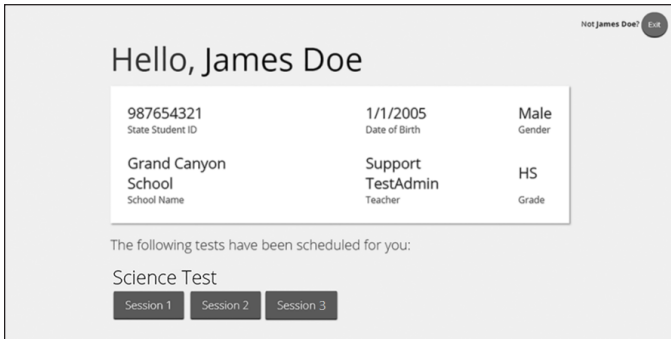 Not James Doe? Exit
Hello, James Doe
987654321 1/1/2005 Male
State Student ID Date of Birth Gender
Grand Canyon School Support TestAdmin HS
School Name Teacher Grade
The following tests have been scheduled for you:
Science Test
Session 1 Session 2 Session 3